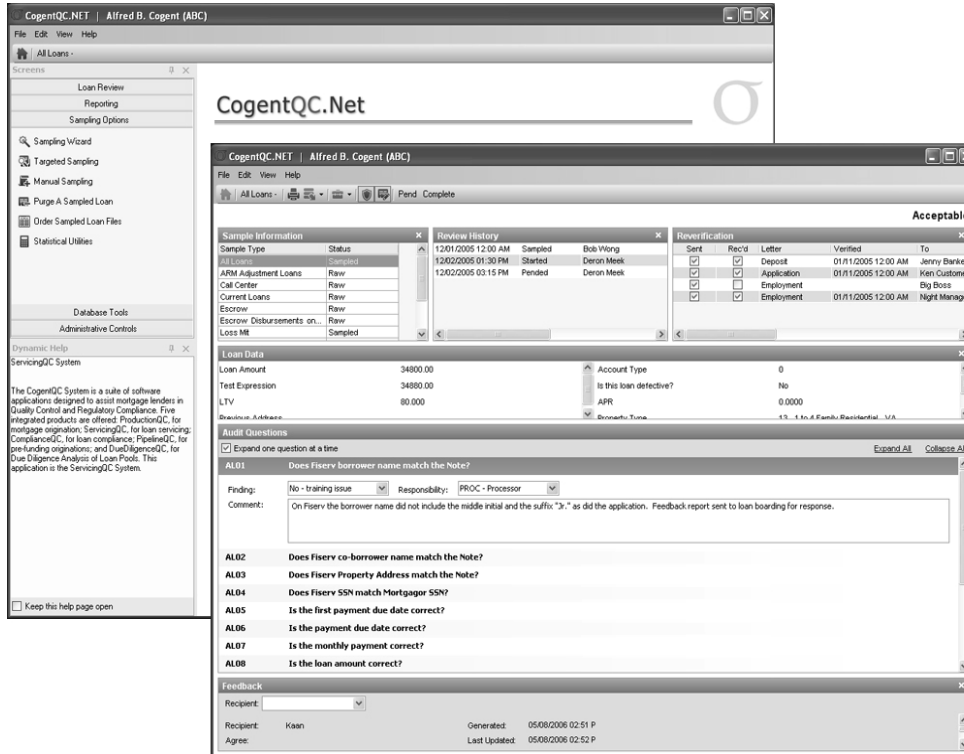 CogentQC.NET | Alfred B. Cogent (ABC)
File Edit View Help
All Loans -
Screens
Loan Review
Reporting
Sampling Options
Sampling Wizard
Targeted Sampling
Manual Sampling
Purge A Sampled Loan
Order Sampled Loan Files
Statistical Utilities
Database Tools
Administrative Controls
Dynamic Help
ServicingQC System
The CogentQC System is a suite of software
applications designed to assist mortgage lenders in
Quality Control and Regulatory Compliance. Five
integrated products are offered: ProductionQC, for
mortgage origination; ServicingQC, for loan servicing;
ComplianceQC, for loan compliance; PipelineQC, for
pre-funding originations; and DueDiligenceQC, for
Due Diligence Analysis of Loan Pools. This
application is the ServicingQC System.
Keep this help page open
CogentQC.Net
CogentQC.NET | Alfred B. Cogent (ABC)
File Edit View Help
All Loans - Pend Complete
Acceptable
Sample Information
Sample Type Status
All Loans Sampled
ARM Adjustment Loans Raw
Call Center Raw
Current Loans Raw
Escrow Raw
Escrow Disbursements on... Raw
Loss Mit Sampled
Review History
12/01/2005 12:00 AM Sampled Bob Wong
12/02/2005 01:30 PM Started Deron Meek
12/02/2005 03:15 PM Pended Deron Meek
Reverification
Sent Rec'd Letter Verified To
Deposit 01/11/2005 12:00 AM Jenny Banke
Application 01/11/2005 12:00 AM Ken Custome
Employment Big Boss
Employment 01/11/2005 12:00 AM Night Manag
Loan Data
Loan Amount 34800.00 Account Type 0
Test Expression 34880.00 Is this loan defective? No
LTV 80.000 APR 0.0000
Previous Address Property Type 13 1 to 4 Family Residential VA
Audit Questions
Expand one question at a time Expand All Collapse Al
AL01 Does Fiserv borrower name match the Note?
Finding: No - training issue Responsibility: PROC - Processor
Comment: On Fiserv the borrower name did not include the middle initial and the suffix "Jr." as did the application. Feedback report sent to loan boarding for response.
AL02 Does Fiserv co-borrower name match the Note?
AL03 Does Fiserv Property Address match the Note?
AL04 Does Fiserv SSN match Mortgagor SSN?
AL05 Is the first payment due date correct?
AL06 Is the payment due date correct?
AL07 Is the monthly payment correct?
AL08 Is the loan amount correct?
Feedback
Recipient:
Recipient: Kaan Generated: 05/08/2006 02:51 P
Agree: Last Updated: 05/08/2006 02:52 P